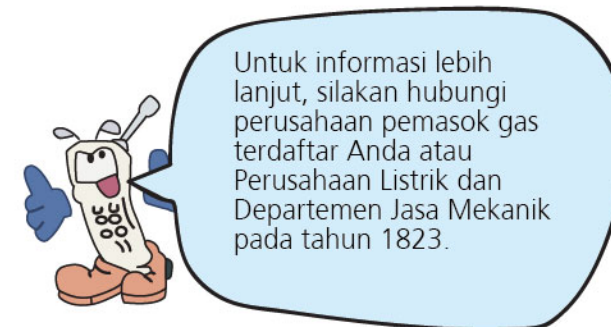 Untuk informasi lebih
lanjut, silakan hubungi
perusahaan pemasok gas
terdaftar Anda atau
Perusahaan Listrik dan
Departemen Jasa Mekanik
pada tahun 1823.